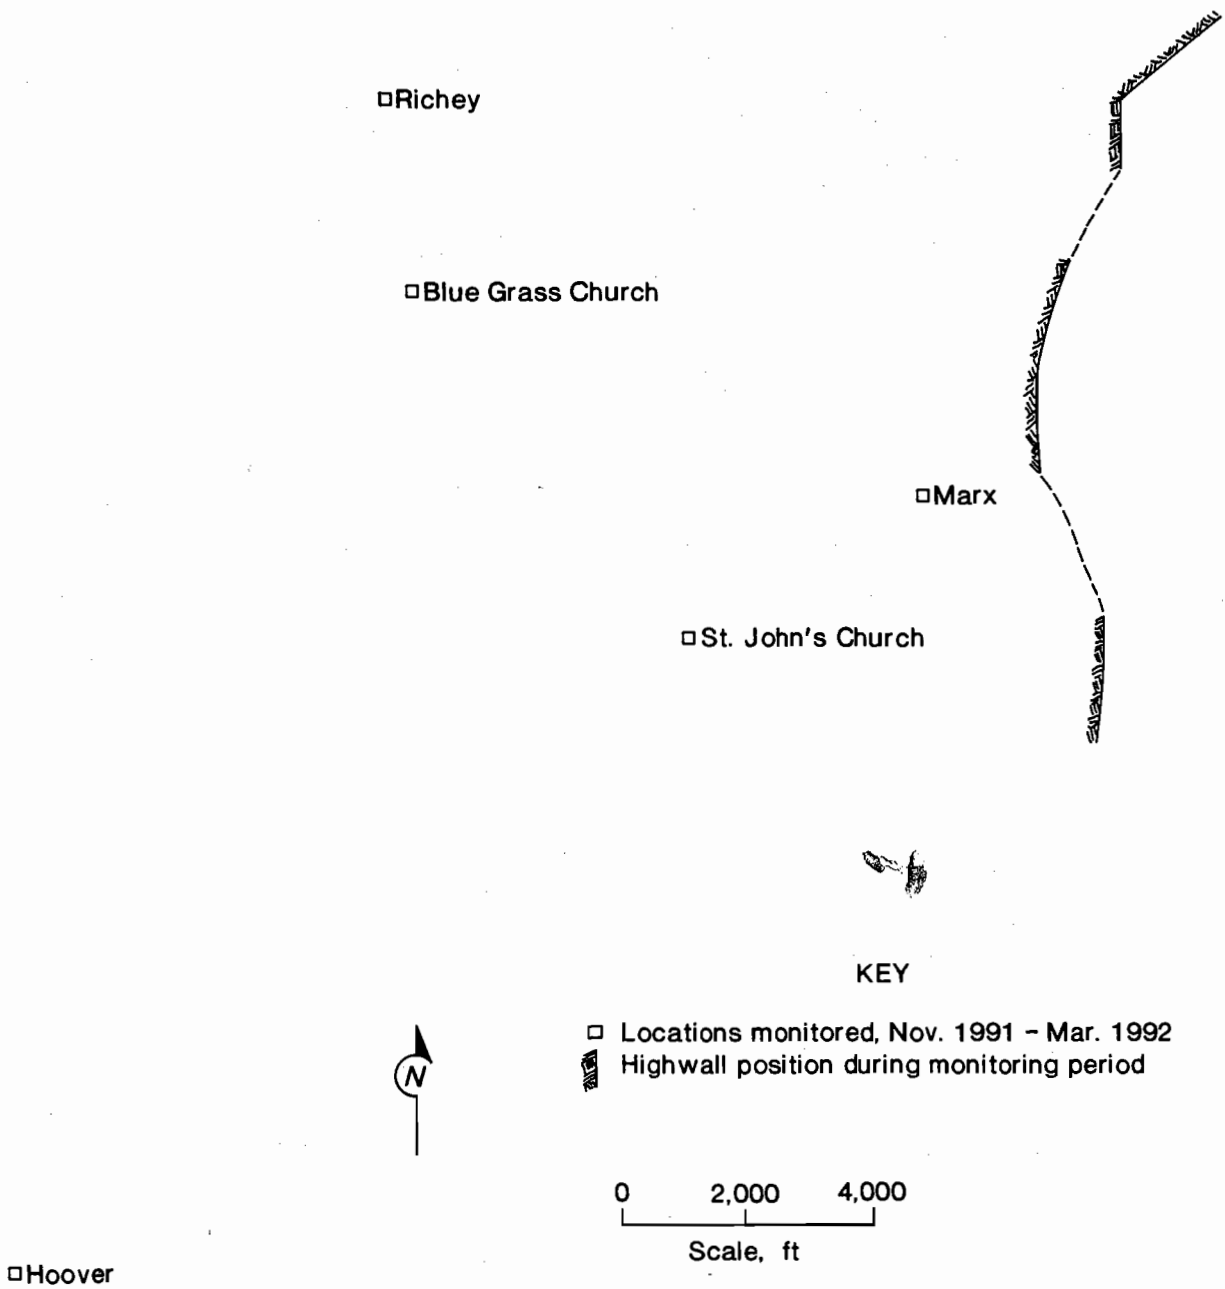 Richey
Blue Grass Church
Marx
St. John's Church
KEY
Locations monitored, Nov. 1991 - Mar. 1992
Highwall position during monitoring period
N
0 2,000 4,000
Scale, ft
Hoover